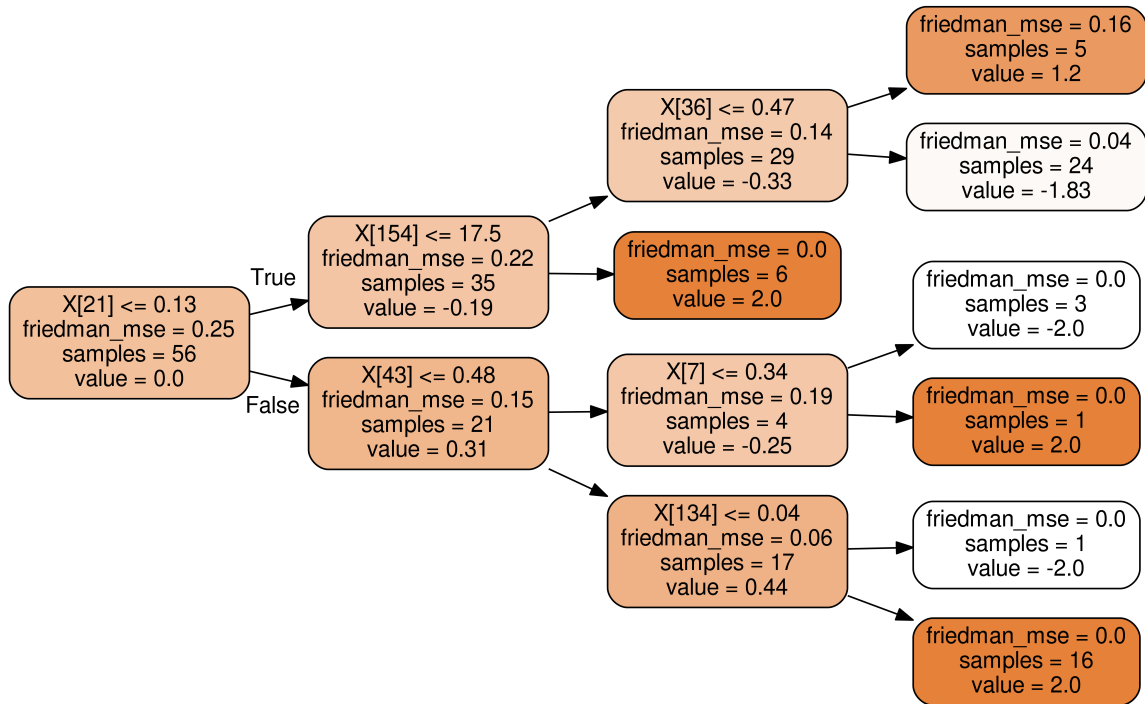 X[21] <= 0.13
friedman_mse = 0.25
samples = 56
value = 0.0
True
False
X[154] <= 17.5
friedman_mse = 0.22
samples = 35
value = -0.19
X[43] <= 0.48
friedman_mse = 0.15
samples = 21
value = 0.31
X[36] <= 0.47
friedman_mse = 0.14
samples = 29
value = -0.33
friedman_mse = 0.0
samples = 6
value = 2.0
X[7] <= 0.34
friedman_mse = 0.19
samples = 4
value = -0.25
X[134] <= 0.04
friedman_mse = 0.06
samples = 17
value = 0.44
friedman_mse = 0.16
samples = 5
value = 1.2
friedman_mse = 0.04
samples = 24
value = -1.83
friedman_mse = 0.0
samples = 3
value = -2.0
friedman_mse = 0.0
samples = 1
value = 2.0
friedman_mse = 0.0
samples = 1
value = -2.0
friedman_mse = 0.0
samples = 16
value = 2.0